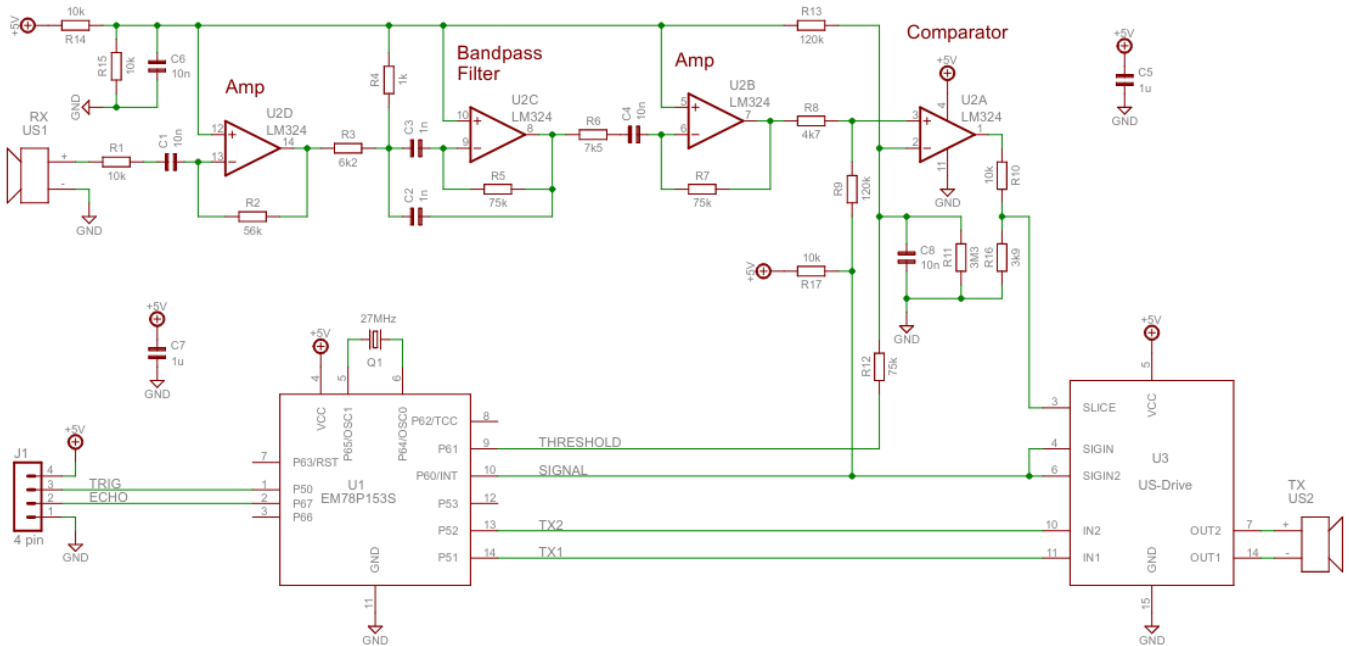 +5V
10k
R14
R15
10k
C6
10n
GND
RX
US1
+
-
GND
R1
10k
C1
10n
Amp
U2D
LM324
12
13
14
+
−
R2
56k
R3
6k2
R4
1k
Bandpass
Filter
C3
1n
C2
1n
U2C
LM324
10
9
8
+
−
R5
75k
R6
7k5
C4
10n
Amp
U2B
LM324
5
6
7
+
−
R7
75k
R13
120k
R8
4k7
R9
120k
Comparator
+5V
U2A
LM324
3
2
4
11
1
+
−
GND
10k
R10
C8
10n
R11
3M3
R16
3k9
GND
+5V
10k
R17
R12
75k
+5V
C5
1u
GND
+5V
C7
1u
GND
27MHz
Q1
+5V
4
5
6
VCC
P65/OSC1
P64/OSC0
P62/TCC
8
P61
9
THRESHOLD
P60/INT
10
SIGNAL
P53
12
P52
13
TX2
P51
14
TX1
7
P63/RST
1
P50
2
P67
3
P66
U1
EM78P153S
GND
11
GND
J1
+5V
4
3
2
1
TRIG
ECHO
4 pin
GND
+5V
5
VCC
3
SLICE
4
SIGIN
6
SIGIN2
U3
US-Drive
10
IN2
11
IN1
OUT2
7
OUT1
14
GND
15
GND
TX
US2
+
-